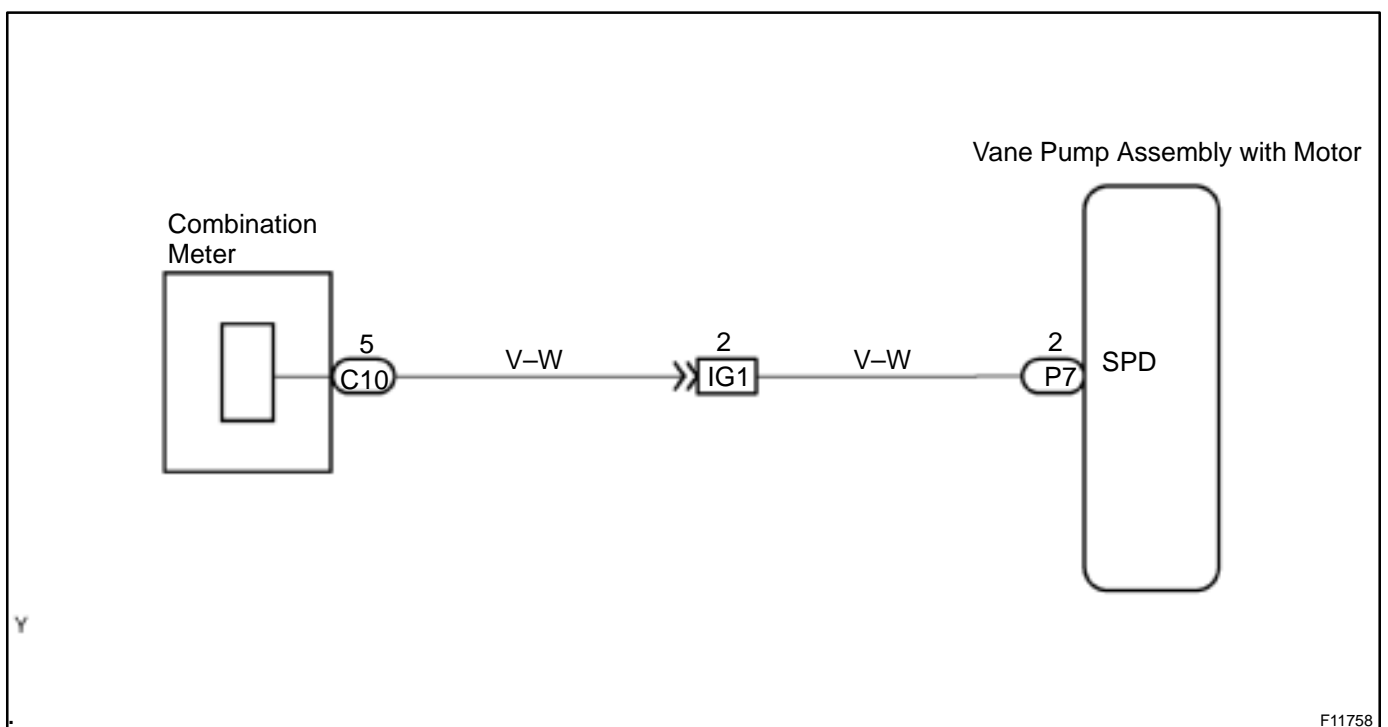 Vane Pump Assembly with Motor
Combination
Meter
5
C10
V–W
2
IG1
V–W
2
P7
SPD
Y
.
F11758